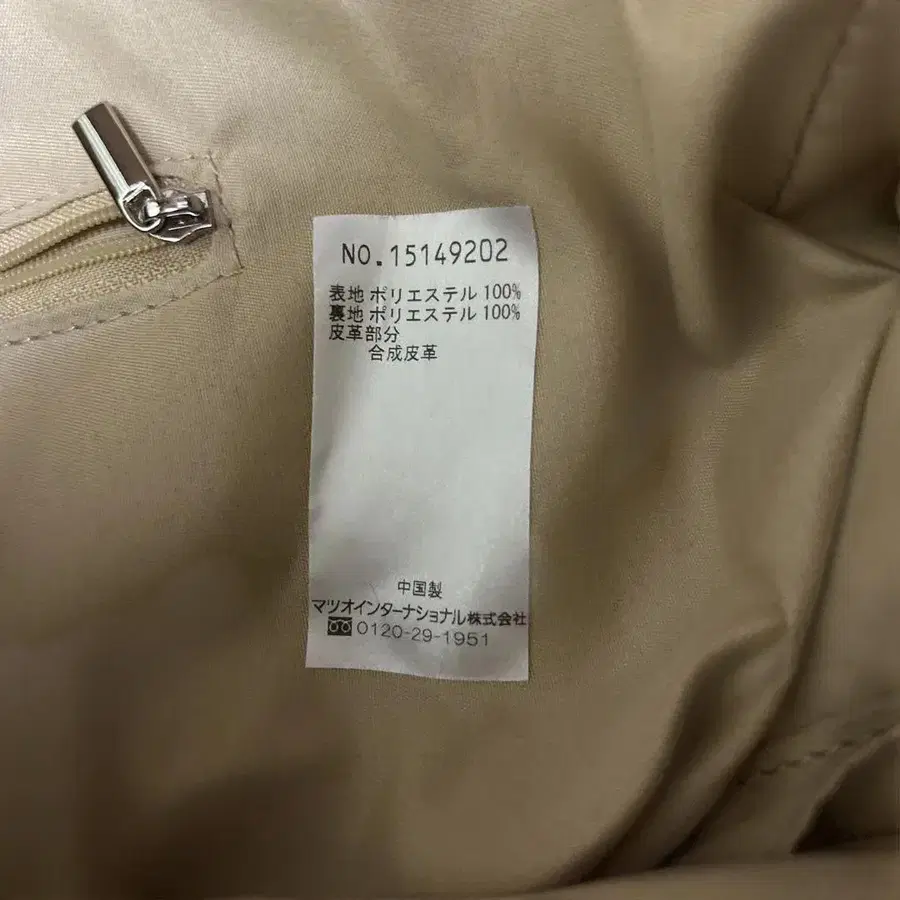 NO.15149202
表地 ポリエステル 100%
裏地 ポリエステル 100%
皮革部分
合成皮革
中国製
マツオインターナショナル株式会社
0120-29-1951